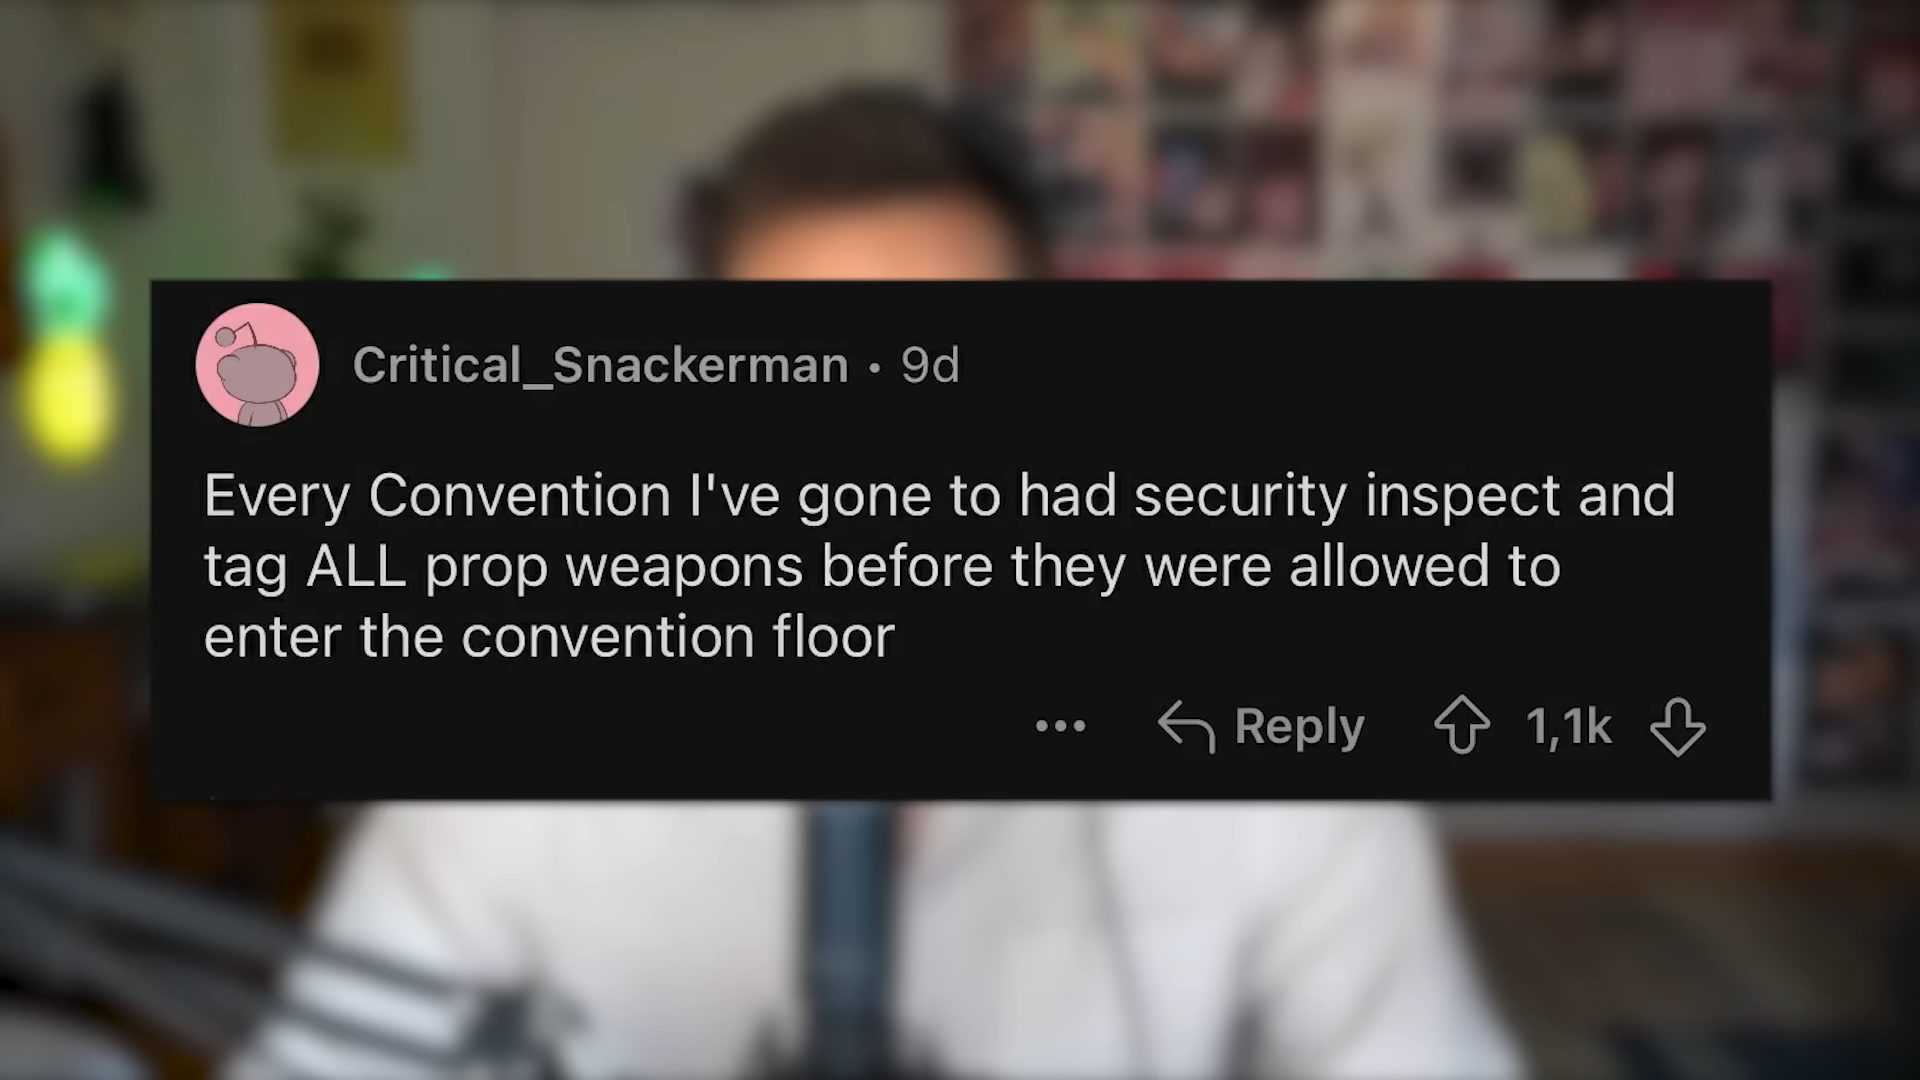 Critical_Snackerman • 9d
Every Convention I've gone to had security inspect and
tag ALL prop weapons before they were allowed to
enter the convention floor
••• Reply 1,1k